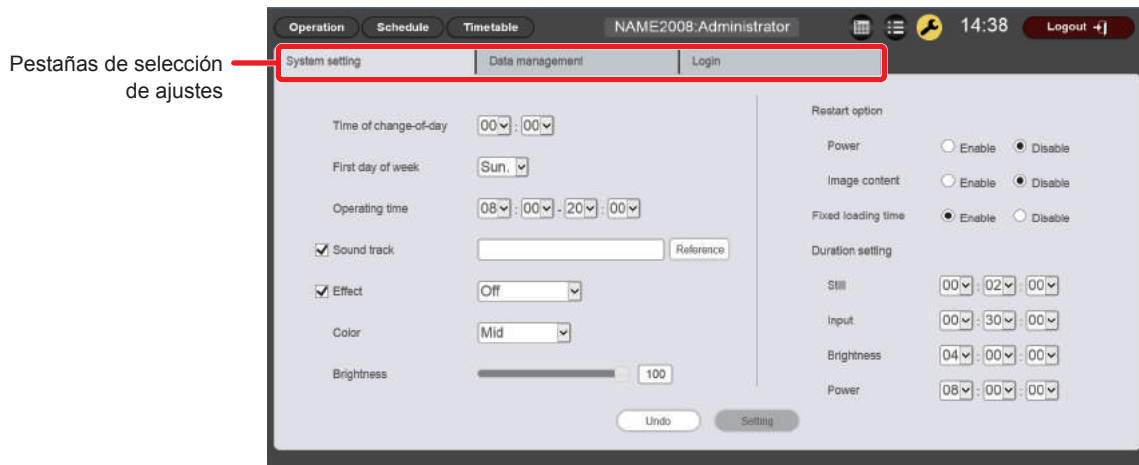 Operation Schedule Timetable NAME2008:Administrator 14:38 Logout
Pestañas de selección
de ajustes
System setting Data management Login
Time of change-of-day 00 : 00
First day of week Sun.
Operating time 08 : 00 - 20 : 00
Sound track Reference
Effect Off
Color Mid
Brightness 100
Restart option
Power Enable Disable
Image content Enable Disable
Fixed loading time Enable Disable
Duration setting
Still 00 : 02 : 00
Input 00 : 30 : 00
Brightness 04 : 00 : 00
Power 08 : 00 : 00
Undo Setting